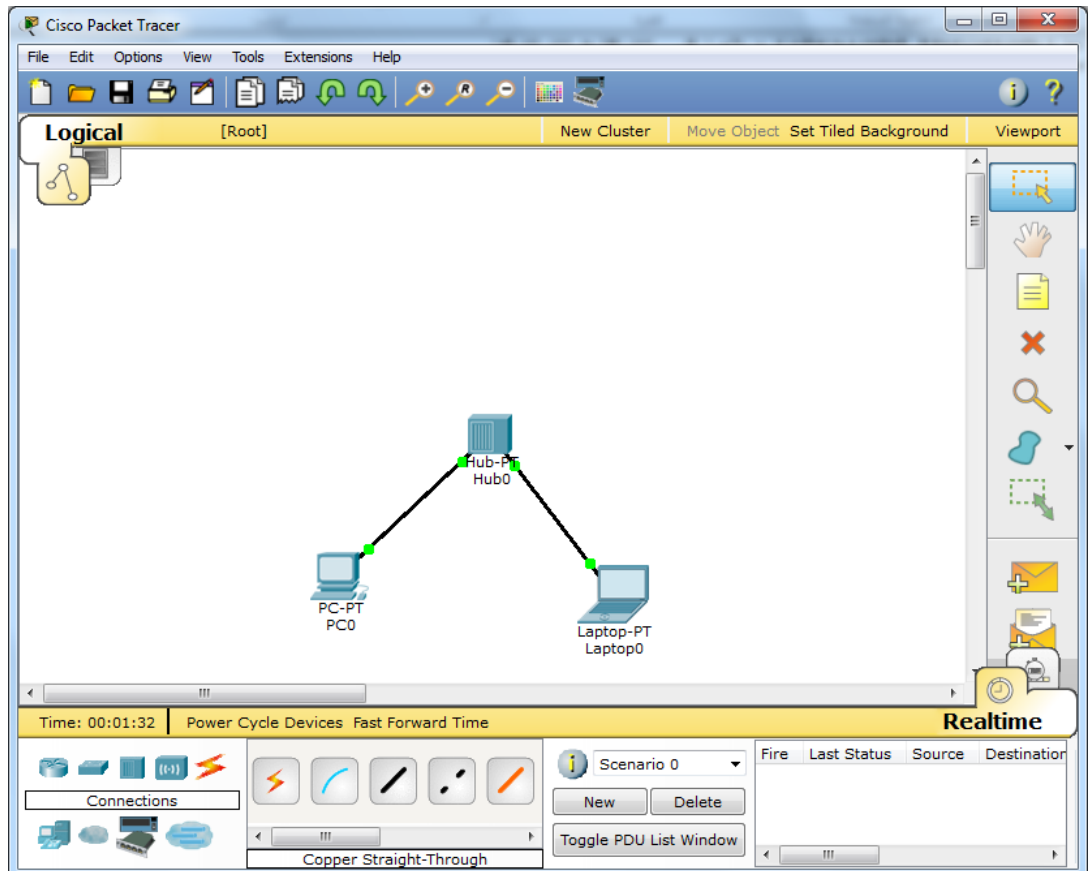 Cisco Packet Tracer
File Edit Options View Tools Extensions Help
Logical [Root] New Cluster Move Object Set Tiled Background Viewport
Hub-PT
Hub0
PC-PT
PC0
Laptop-PT
Laptop0
Time: 00:01:32 Power Cycle Devices Fast Forward Time Realtime
Scenario 0 Fire Last Status Source Destination
Connections New Delete
Toggle PDU List Window
Copper Straight-Through